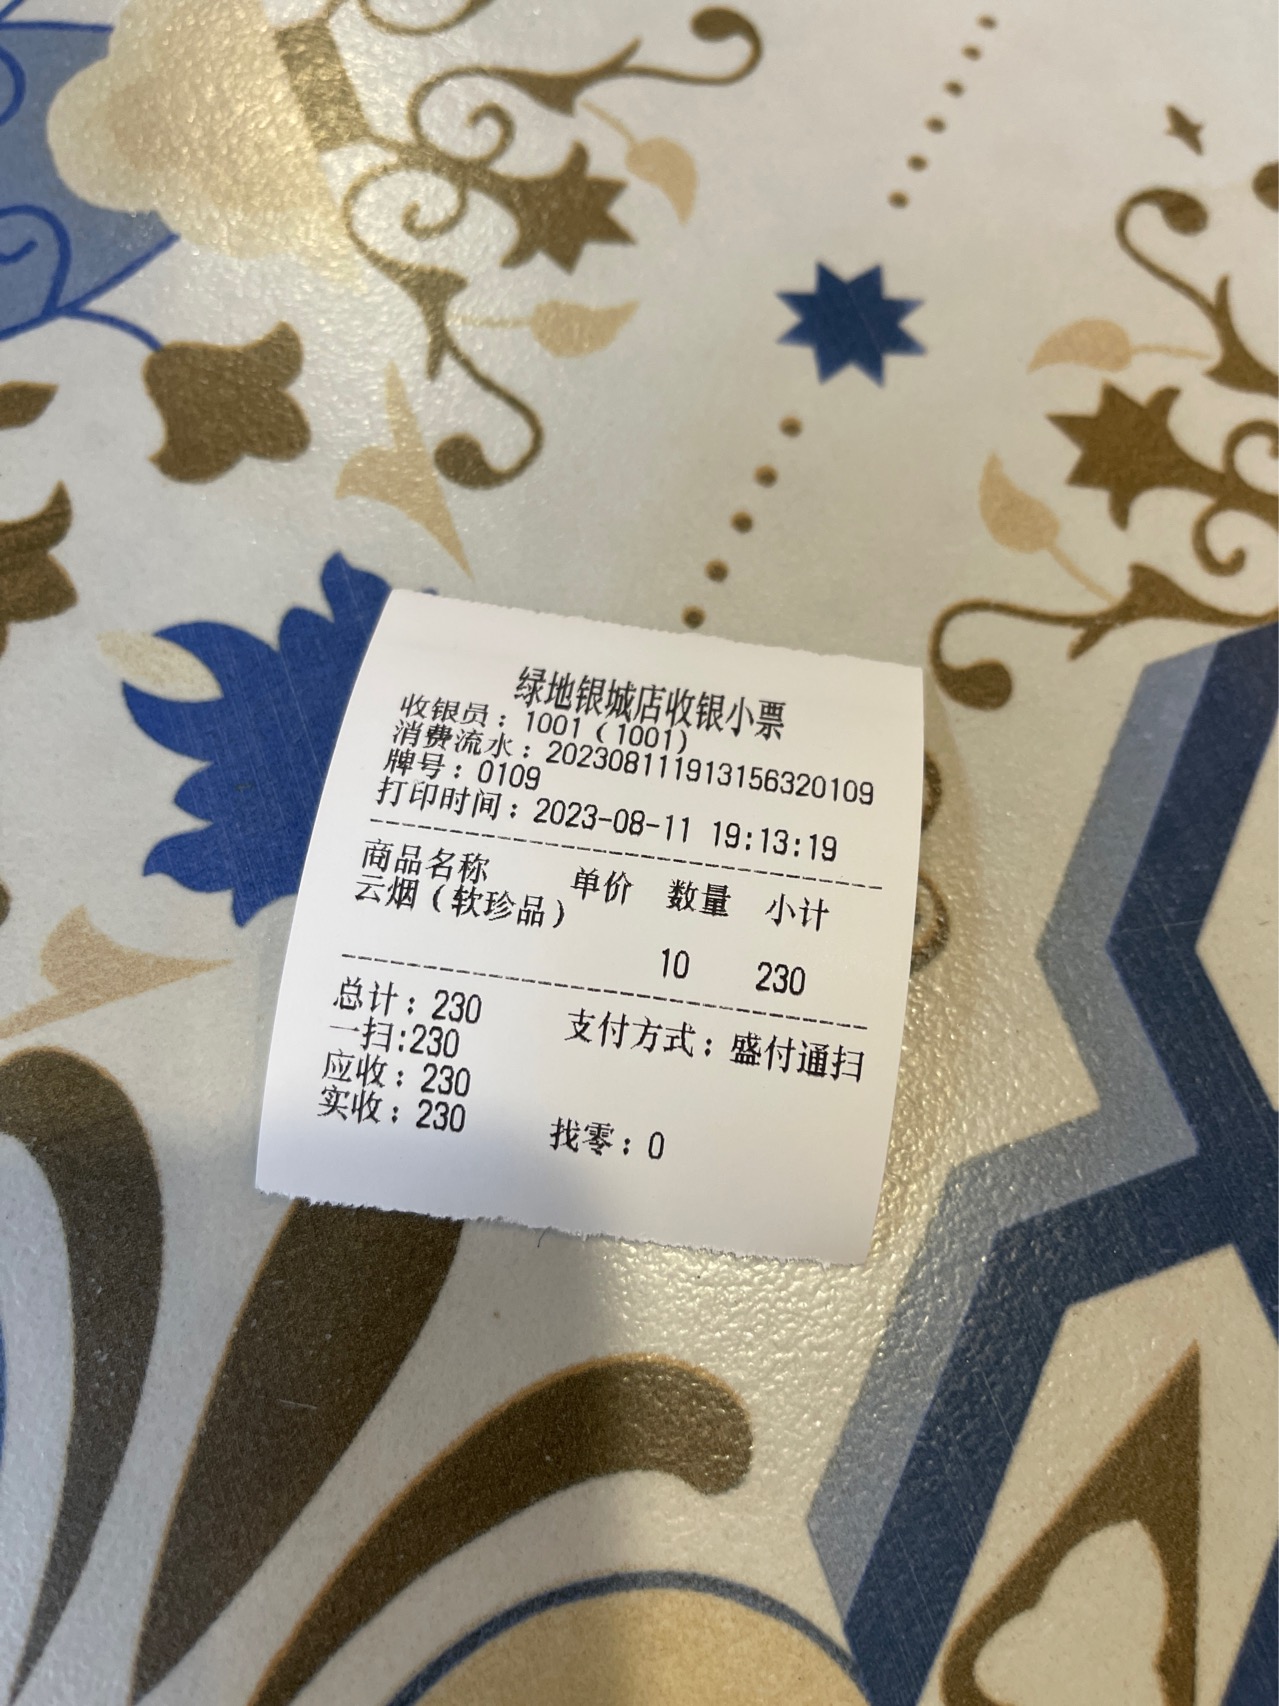 绿地银城店收银小票
收银员：1001（1001）
消费流水：202308111913156320109
牌号：0109
打印时间：2023-08-11 19:13:19
商品名称 单价 数量 小计
云烟（软珍品）
10 230
总计：230 支付方式：盛付通扫
一扫:230
应收：230
实收：230 找零：0